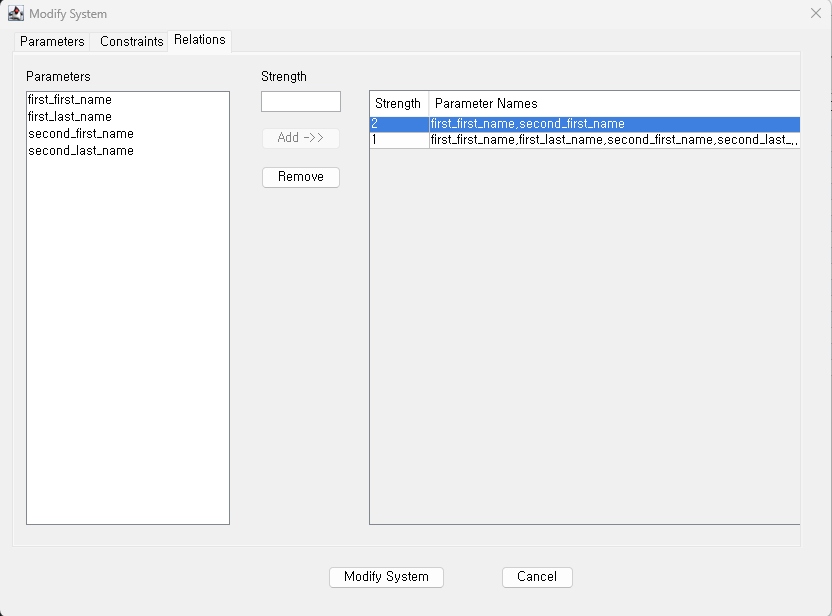 Modify System
Parameters Constraints Relations
Parameters
first_first_name
first_last_name
second_first_name
second_last_name
Strength
Add ->>
Remove
Strength Parameter Names
2 first_first_name,second_first_name
1 first_first_name,first_last_name,second_first_name,second_last_...
Modify System
Cancel